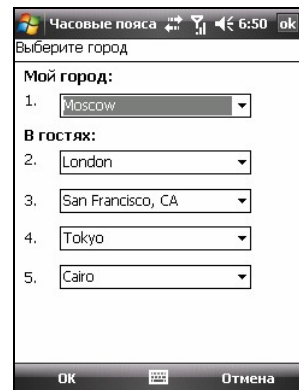 Часовые пояса 6:50 ok
Выберите город
Мой город:
1. Moscow
В гостях:
2. London
3. San Francisco, CA
4. Tokyo
5. Cairo
ОК Отмена